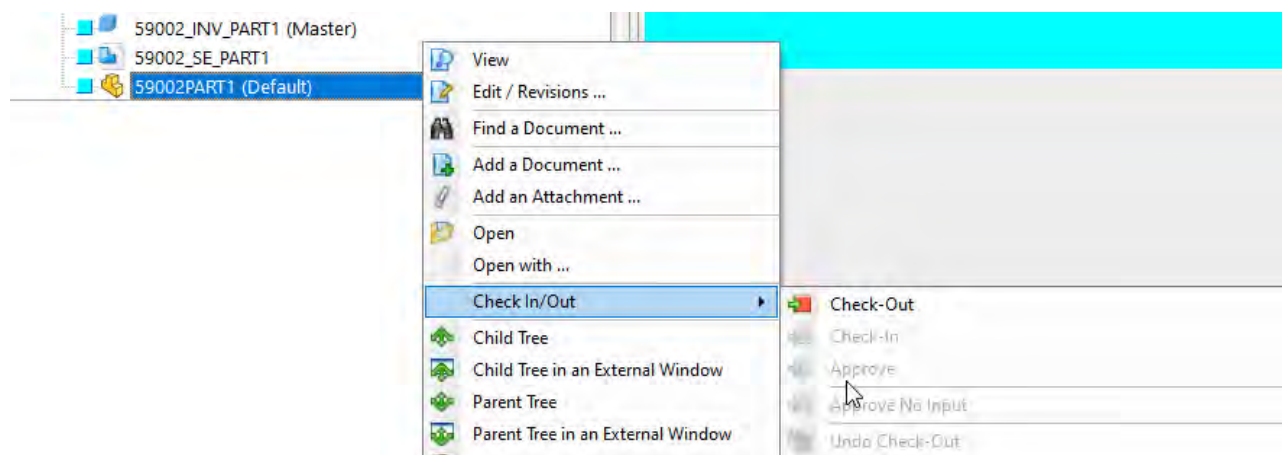 59002_INV_PART1 (Master)
59002_SE_PART1
59002PART1 (Default)
View
Edit / Revisions ...
Find a Document ...
Add a Document ...
Add an Attachment ...
Open
Open with ...
Check In/Out
Child Tree
Child Tree in an External Window
Parent Tree
Parent Tree in an External Window
Check-Out
Check-In
Approve
Approve No Input
Undo Check-Out